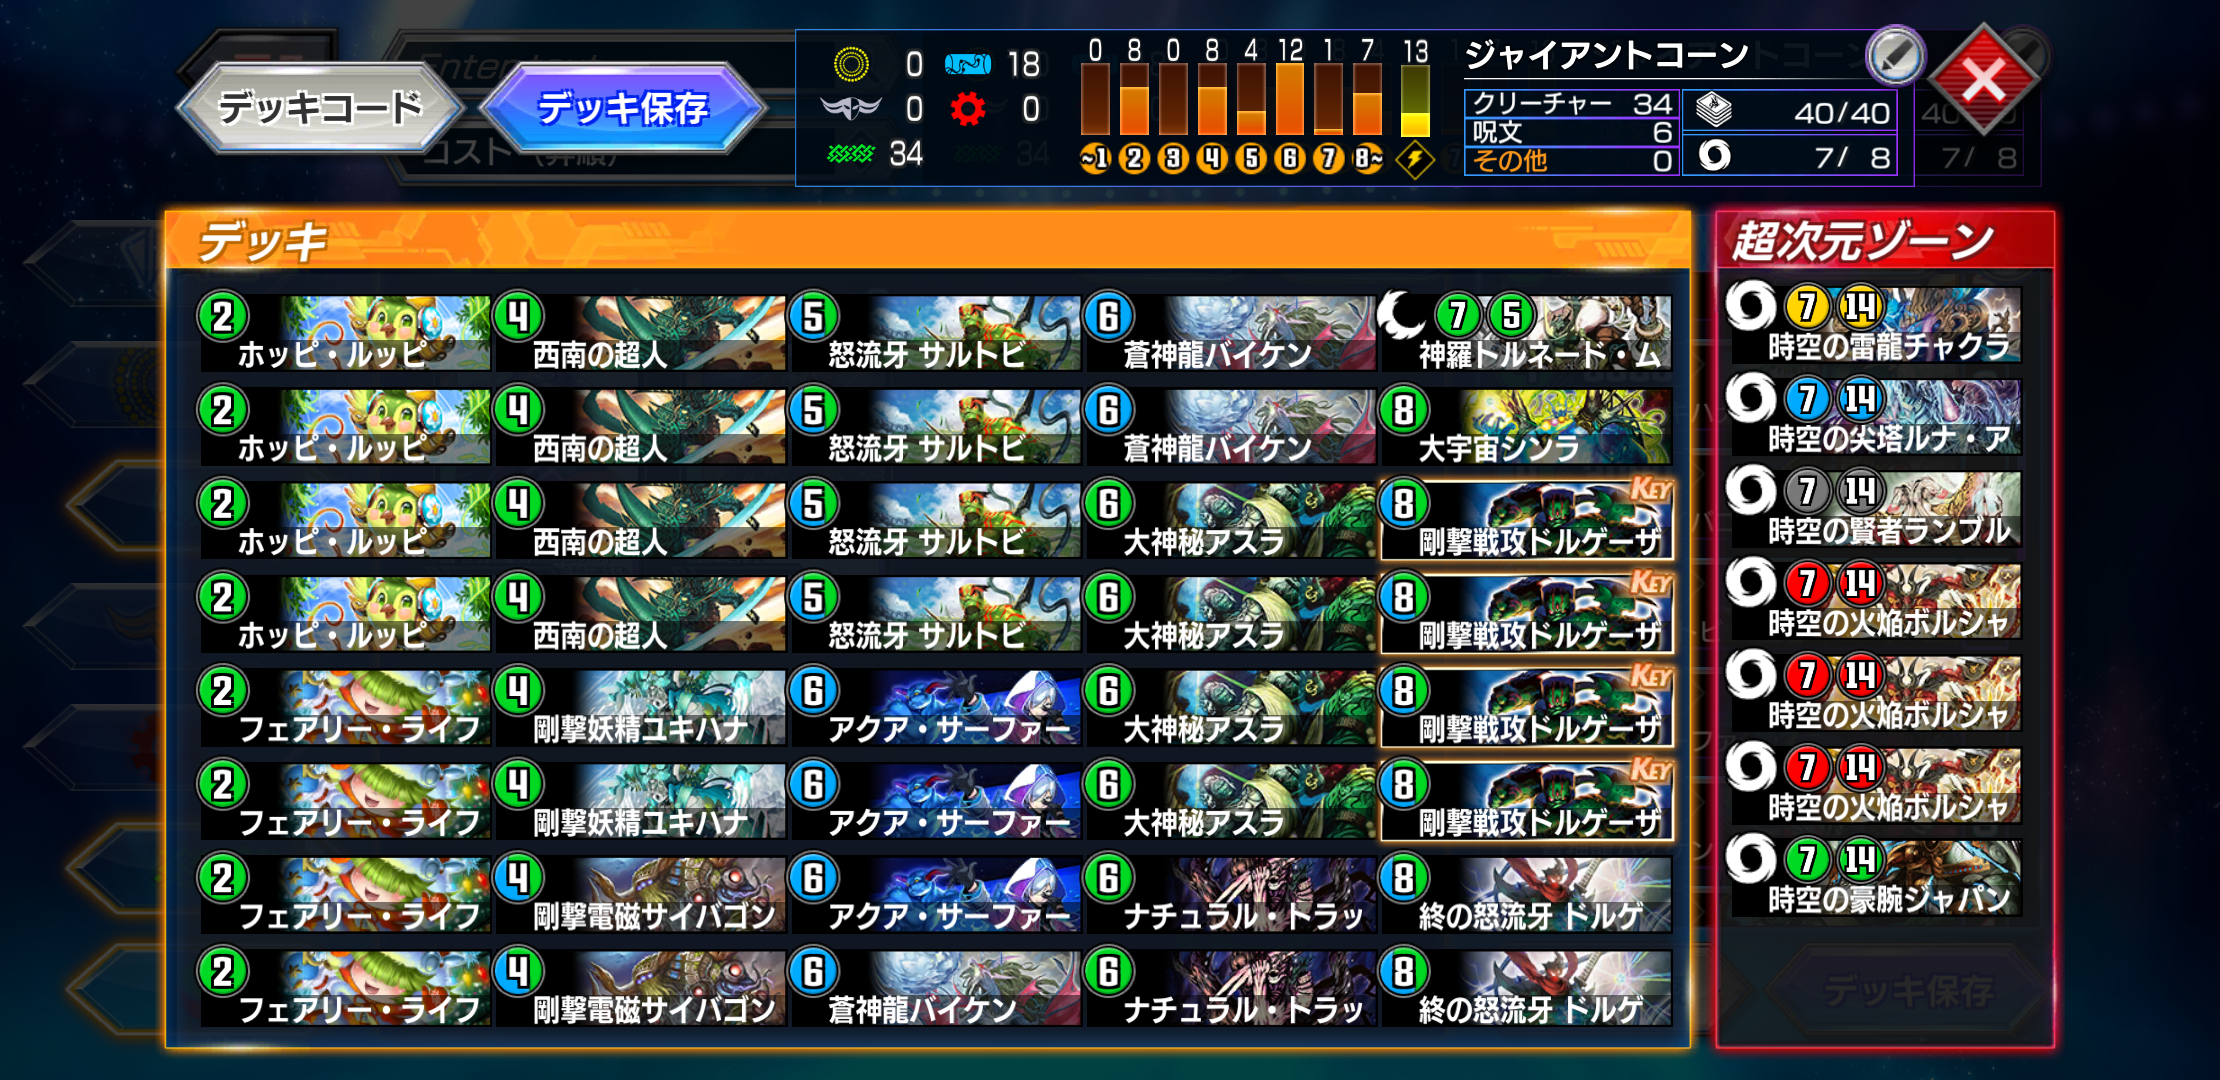 デッキコード
デッキ保存
コスト (昇順)
0 18
0 0
34
0 8 0 8 4 12 1 7 13
~1 2 3 4 5 6 7 8~
ジャイアントコーン
クリーチャー 34
呪文 6
その他 0
40/40
7/ 8
デッキ
2 ホッピ・ルッピ
4 西南の超人
5 怒流牙 サルトビ
6 蒼神龍バイケン
7 5 神羅トルネード・ム
2 ホッピ・ルッピ
4 西南の超人
5 怒流牙 サルトビ
6 蒼神龍バイケン
8 大宇宙シンラ
2 ホッピ・ルッピ
4 西南の超人
5 怒流牙 サルトビ
6 大神秘アスラ
8 剛撃戦攻ドルゲーザ KEY
2 ホッピ・ルッピ
4 西南の超人
5 怒流牙 サルトビ
6 大神秘アスラ
8 剛撃戦攻ドルゲーザ KEY
2 フェアリー・ライフ
4 剛撃妖精ユキハナ
6 アクア・サーファー
6 大神秘アスラ
8 剛撃戦攻ドルゲーザ KEY
2 フェアリー・ライフ
4 剛撃妖精ユキハナ
6 アクア・サーファー
6 大神秘アスラ
8 剛撃戦攻ドルゲーザ KEY
2 フェアリー・ライフ
4 剛撃電磁サイバゴン
6 アクア・サーファー
6 ナチュラル・トラッ
8 終の怒流牙 ドルゲ
2 フェアリー・ライフ
4 剛撃電磁サイバゴン
6 蒼神龍バイケン
6 ナチュラル・トラッ
8 終の怒流牙 ドルゲ
超次元ゾーン
7 14 時空の雷龍チャクラ
7 14 時空の尖塔ルナ・ア
7 14 時空の賢者ランブル
7 14 時空の火焔ボルシャ
7 14 時空の火焔ボルシャ
7 14 時空の火焔ボルシャ
7 14 時空の豪腕ジャパン
デッキ保存